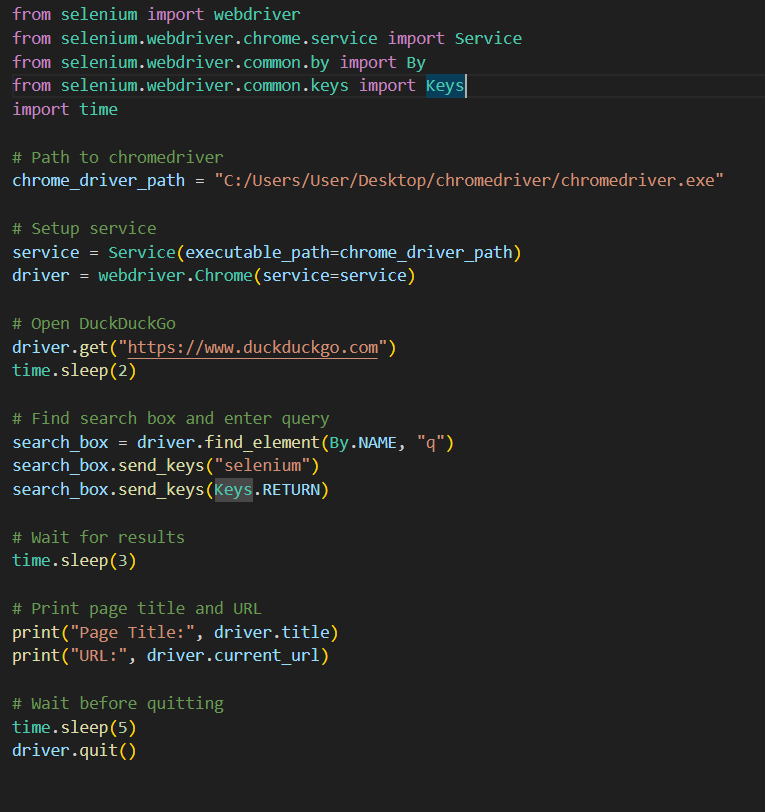 from selenium import webdriver
from selenium.webdriver.chrome.service import Service
from selenium.webdriver.common.by import By
from selenium.webdriver.common.keys import Keys
import time
# Path to chromedriver
chrome_driver_path = "C:/Users/User/Desktop/chromedriver/chromedriver.exe"
# Setup service
service = Service(executable_path=chrome_driver_path)
driver = webdriver.Chrome(service=service)
# Open DuckDuckGo
driver.get("https://www.duckduckgo.com")
time.sleep(2)
# Find search box and enter query
search_box = driver.find_element(By.NAME, "q")
search_box.send_keys("selenium")
search_box.send_keys(Keys.RETURN)
# Wait for results
time.sleep(3)
# Print page title and URL
print("Page Title:", driver.title)
print("URL:", driver.current_url)
# Wait before quitting
time.sleep(5)
driver.quit()